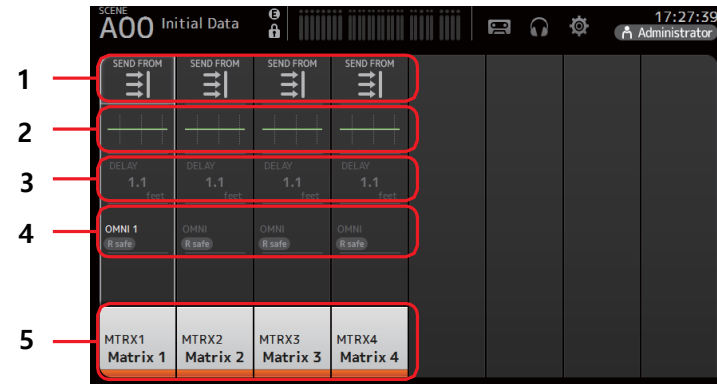 SCENE
A00 Initial Data
E
17:27:39
Administrator
1
SEND FROM SEND FROM SEND FROM SEND FROM
2
3
DELAY DELAY DELAY DELAY
1.1 1.1 1.1 1.1
feet feet feet feet
4
OMNI 1 OMNI OMNI OMNI
R safe R safe R safe R safe
5
MTRX1 MTRX2 MTRX3 MTRX4
Matrix 1 Matrix 2 Matrix 3 Matrix 4